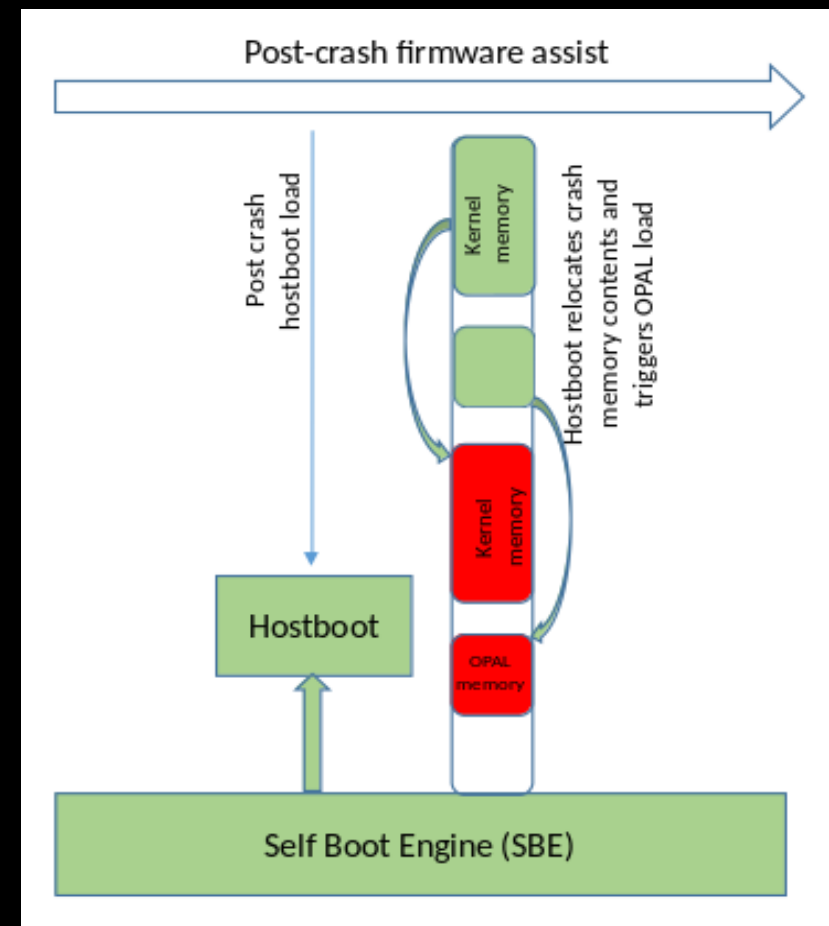 Post-crash firmware assist
Post crash
hostboot load
Kernel
memory
Hostboot relocates crash
memory contents and
triggers OPAL load
Kernel
memory
OPAL
memory
Hostboot
Self Boot Engine (SBE)